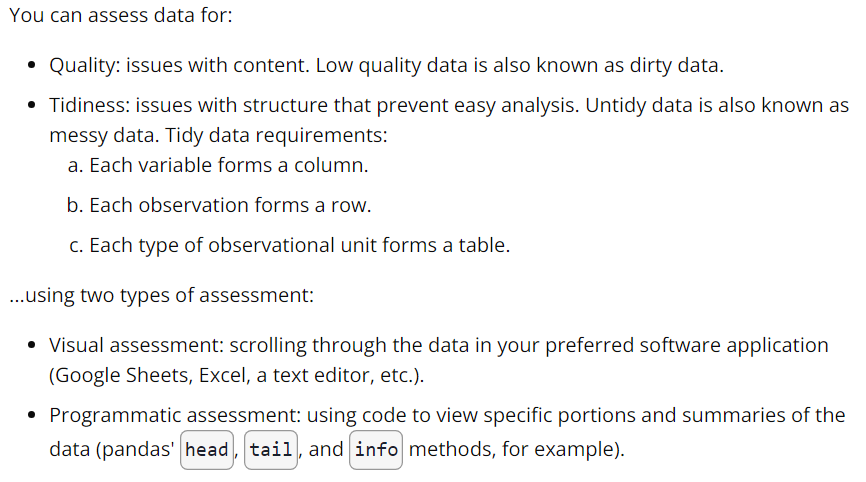 You can assess data for:
• Quality: issues with content. Low quality data is also known as dirty data.
• Tidiness: issues with structure that prevent easy analysis. Untidy data is also known as
messy data. Tidy data requirements:
a. Each variable forms a column.
b. Each observation forms a row.
c. Each type of observational unit forms a table.
...using two types of assessment:
• Visual assessment: scrolling through the data in your preferred software application
(Google Sheets, Excel, a text editor, etc.).
• Programmatic assessment: using code to view specific portions and summaries of the
data (pandas' head, tail, and info methods, for example).